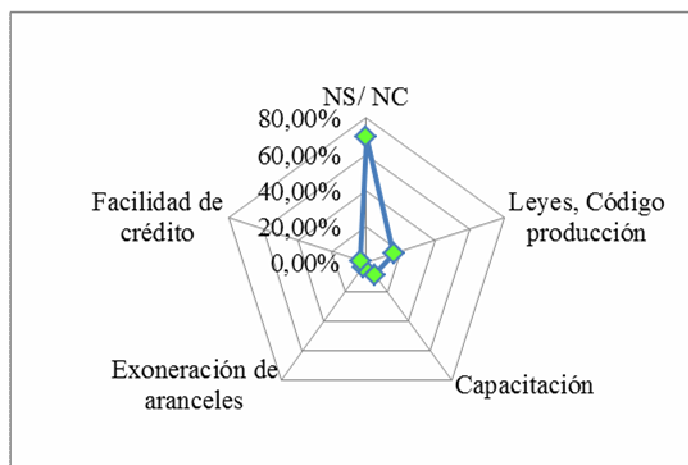 NS/ NC
80,00%
60,00%
40,00%
20,00%
0,00%
Leyes, Código
producción
Facilidad de
crédito
Exoneración de
aranceles
Capacitación